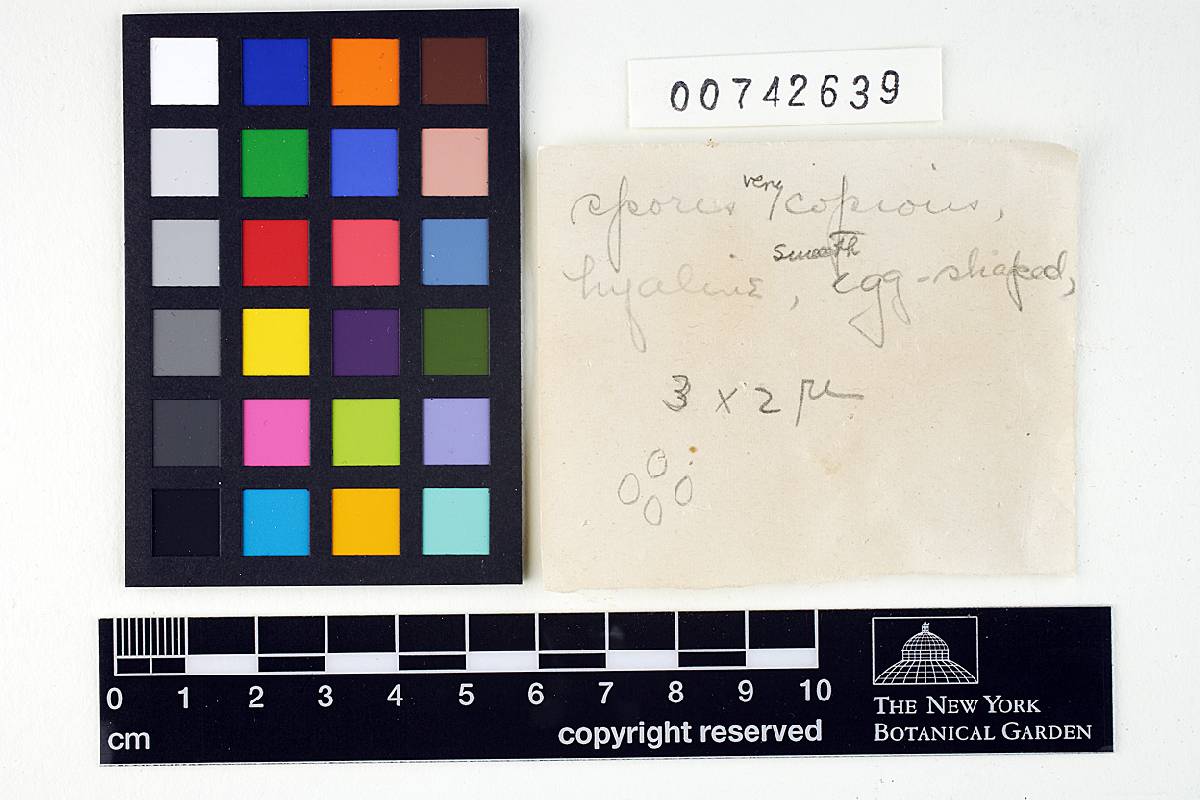 00742639
spores very copious,
hyaline, smooth egg-shaped,
3 x 2 µ
0 1 2 3 4 5 6 7 8 9 10
cm
copyright reserved
THE NEW YORK
BOTANICAL GARDEN